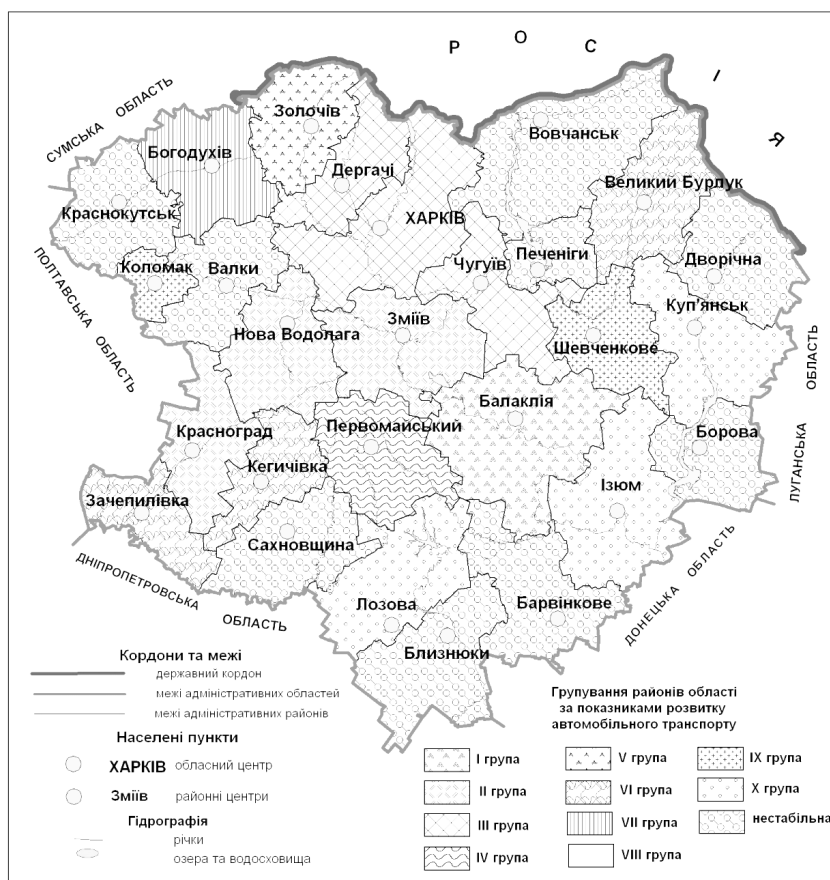 РОСІЯ
СУМСЬКА ОБЛАСТЬ
Золочів
Вовчанськ
Богодухів
Дергачі
Великий Бурлук
Краснокутськ
ХАРКІВ
ПОЛТАВСЬКА ОБЛАСТЬ
Коломак
Валки
Чугуїв
Печеніги
Дворічна
Куп'янськ
Нова Водолага
Зміїв
Шевченкове
ЛУГАНСЬКА ОБЛАСТЬ
Балаклія
Красноград
Первомайський
Борова
Кегичівка
Зачепилівка
Ізюм
Сахновщина
ДНІПРОПЕТРОВСЬКА ОБЛАСТЬ
ДОНЕЦЬКА ОБЛАСТЬ
Лозова
Барвінкове
Близнюки
Кордони та межі
державний кордон
межі адміністративних областей
межі адміністративних районів
Населені пункти
ХАРКІВ обласний центр
Зміїв районні центри
Гідрографія
річки
озера та водосховища
Групування районів області
за показниками розвитку
автомобільного транспорту
І група
ІІ група
ІІІ група
IV група
V група
VI група
VII група
VIII група
IX група
X група
нестабільна